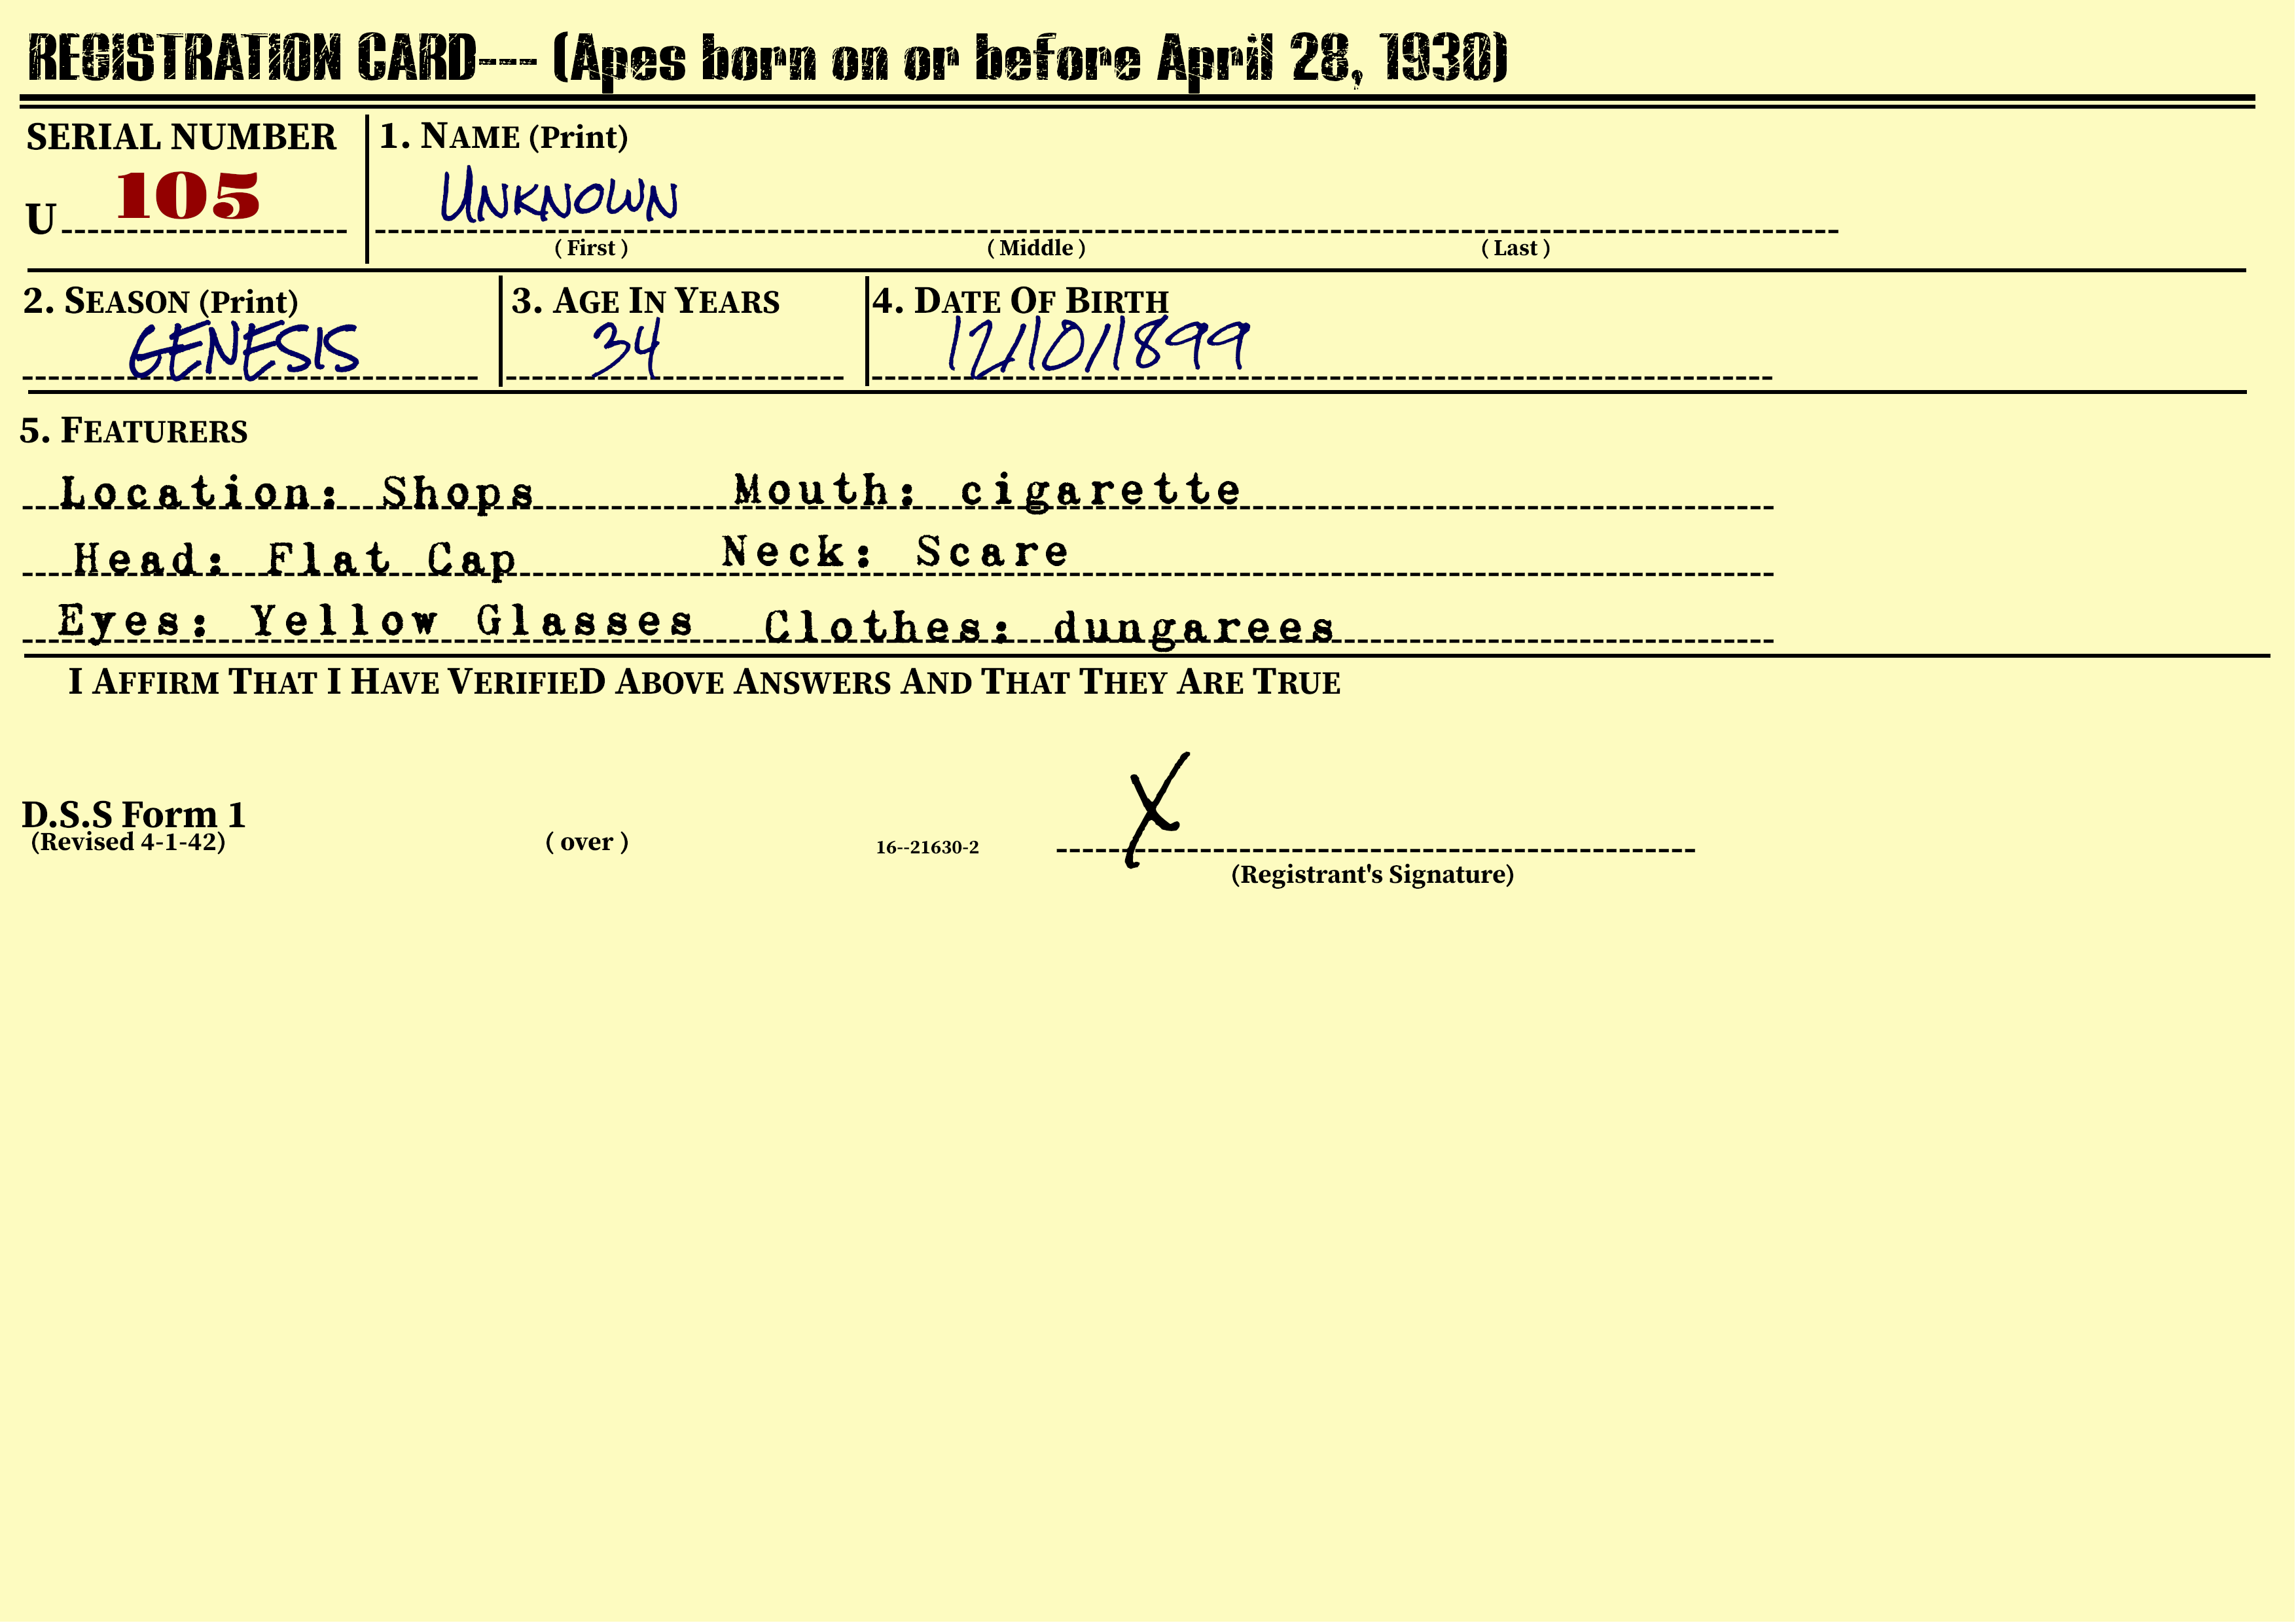 REGISTRATION CARD--- (Apes born on or before April 28, 1930)
SERIAL NUMBER
U 105
1. NAME (Print)
UNKNOWN
( First ) ( Middle ) ( Last )
2. SEASON (Print) 3. AGE IN YEARS 4. DATE OF BIRTH
GENESIS 34 12/10/1899
5. FEATURERS
Location: Shops Mouth: cigarette
Head: Flat Cap Neck: Scare
Eyes: Yellow Glasses Clothes: dungarees
I AFFIRM THAT I HAVE VERIFIED ABOVE ANSWERS AND THAT THEY ARE TRUE
X
D.S.S Form 1
(Revised 4-1-42) ( over ) 16--21630-2
(Registrant's Signature)